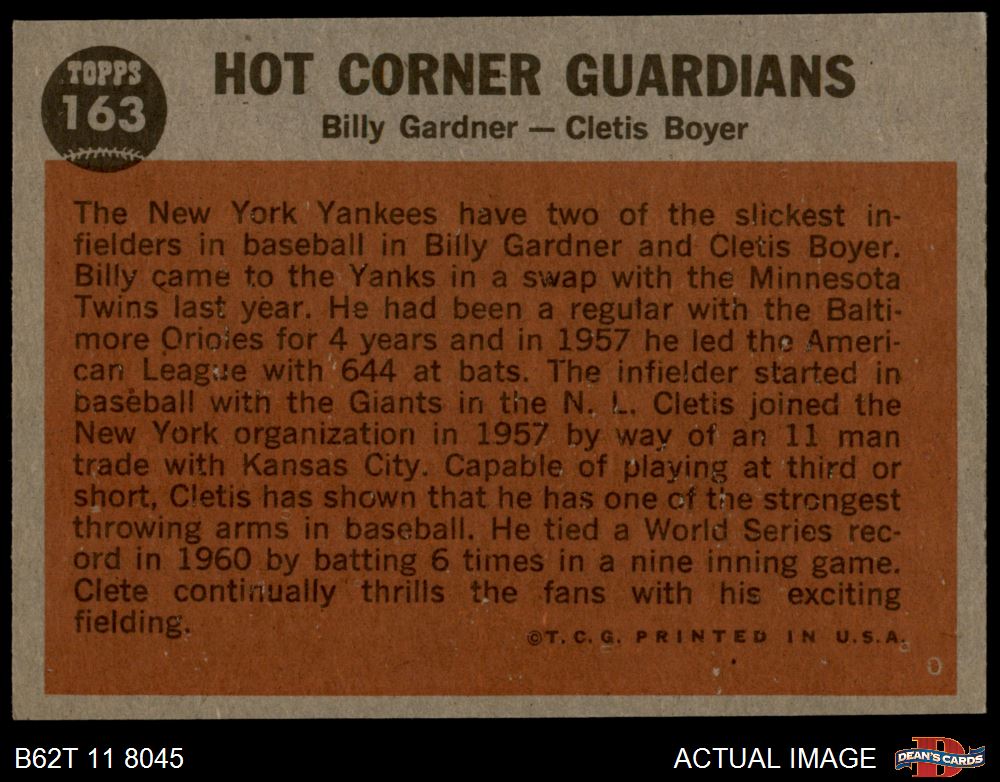 TOPPS
163
HOT CORNER GUARDIANS
Billy Gardner — Cletis Boyer
The New York Yankees have two of the slickest in-
fielders in baseball in Billy Gardner and Cletis Boyer.
Billy came to the Yanks in a swap with the Minnesota
Twins last year. He had been a regular with the Balti-
more Orioles for 4 years and in 1957 he led the Ameri-
can League with 644 at bats. The infielder started in
baseball with the Giants in the N. L. Cletis joined the
New York organization in 1957 by way of an 11 man
trade with Kansas City. Capable of playing at third or
short, Cletis has shown that he has one of the strongest
throwing arms in baseball. He tied a World Series rec-
ord in 1960 by batting 6 times in a nine inning game.
Clete continually thrills the fans with his exciting
fielding.
©T.C.G. PRINTED IN U.S.A.
B62T 11 8045
ACTUAL IMAGE
D
DEAN'S CARDS